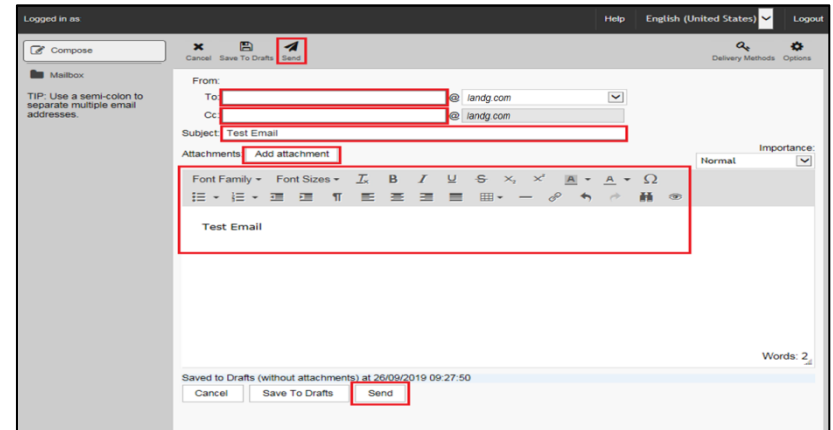 Logged in as Help English (United States) Logout
Compose
Cancel Save To Drafts Send Delivery Methods Options
Mailbox
TIP: Use a semi-colon to
separate multiple email
addresses.
From:
To: @ landg.com
Cc: @ landg.com
Subject: Test Email
Attachments Add attachment
Importance:
Normal
Font Family Font Sizes
Test Email
Words: 2
Saved to Drafts (without attachments) at 26/09/2019 09:27:50
Cancel Save To Drafts Send